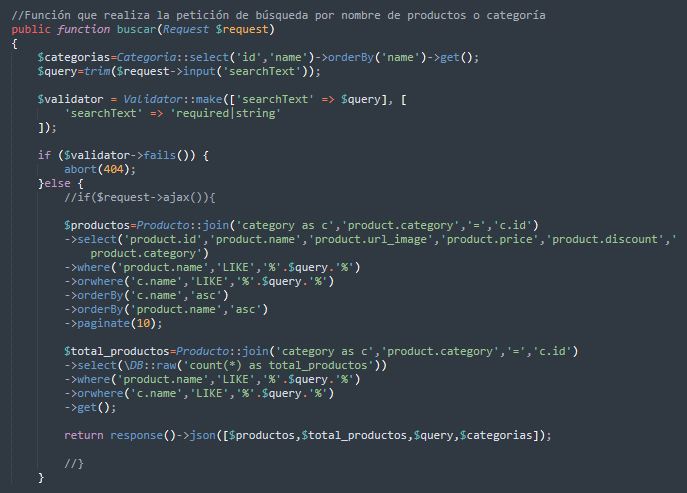 //Función que realiza la petición de búsqueda por nombre de productos o categoría
public function buscar(Request $request)
{
    $categorias=Categoria::select('id','name')->orderBy('name')->get();
    $query=trim($request->input('searchText'));

    $validator = Validator::make(['searchText' => $query], [
        'searchText' => 'required|string'
    ]);

    if ($validator->fails()) {
        abort(404);
    }else {
        //if($request->ajax()){

        $productos=Producto::join('category as c','product.category','=','c.id')
        ->select('product.id','product.name','product.url_image','product.price','product.discount','
            product.category')
        ->where('product.name','LIKE','%'.$query.'%')
        ->orwhere('c.name','LIKE','%'.$query.'%')
        ->orderBy('c.name','asc')
        ->orderBy('product.name','asc')
        ->paginate(10);

        $total_productos=Producto::join('category as c','product.category','=','c.id')
        ->select(\DB::raw('count(*) as total_productos'))
        ->where('product.name','LIKE','%'.$query.'%')
        ->orwhere('c.name','LIKE','%'.$query.'%')
        ->get();

        return response()->json([$productos,$total_productos,$query,$categorias]);

        //}
    }